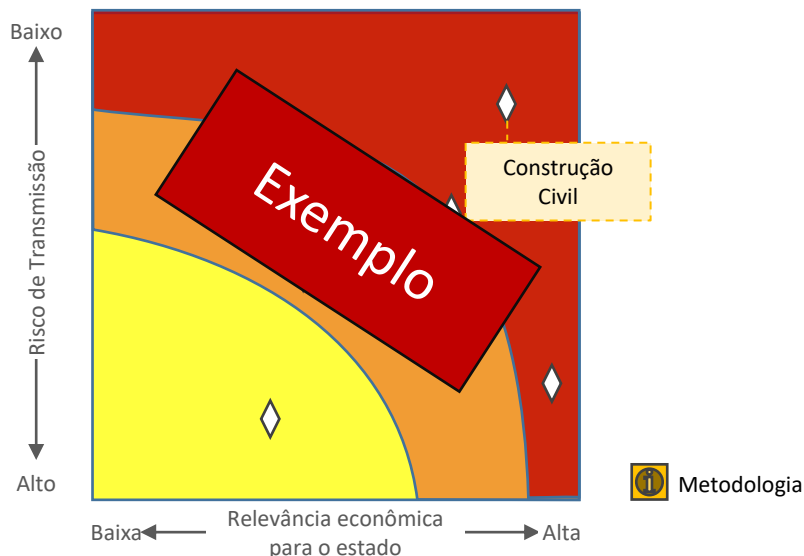 Baixo
Risco de Transmissão
Alto
Exemplo
Construção
Civil
Metodologia
Baixa
Relevância econômica
para o estado
Alta